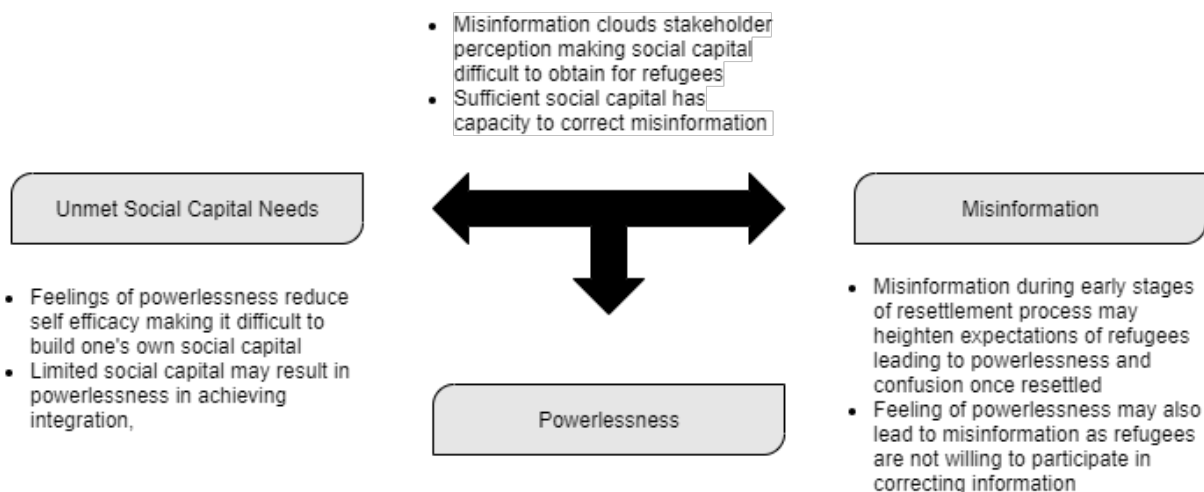 • Misinformation clouds stakeholder
perception making social capital
difficult to obtain for refugees
• Sufficient social capital has
capacity to correct misinformation
Unmet Social Capital Needs
Misinformation
• Feelings of powerlessness reduce
self efficacy making it difficult to
build one's own social capital
• Limited social capital may result in
powerlessness in achieving
integration,
• Misinformation during early stages
of resettlement process may
heighten expectations of refugees
leading to powerlessness and
confusion once resettled
• Feeling of powerlessness may also
lead to misinformation as refugees
are not willing to participate in
correcting information
Powerlessness